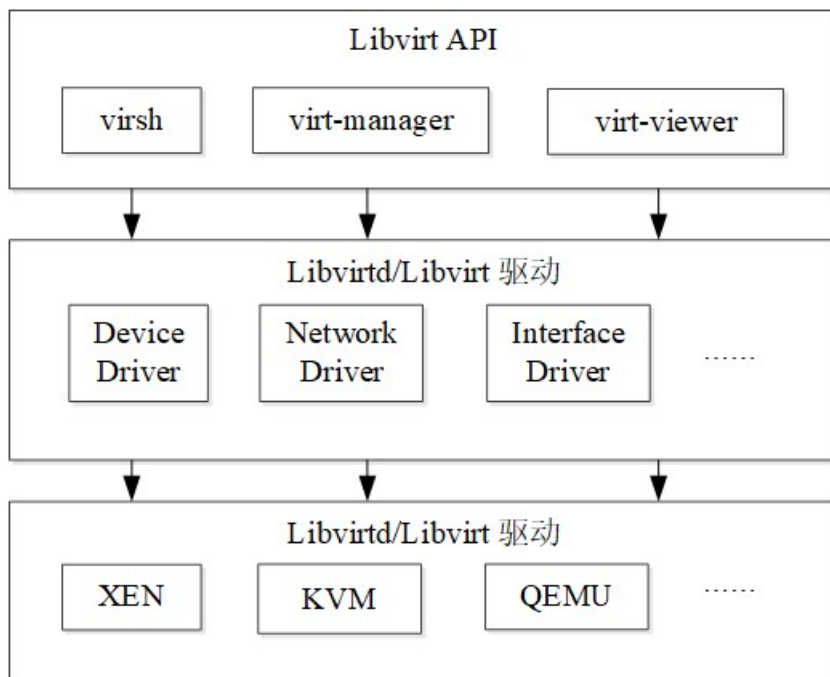 Libvirt API
virsh
virt-manager
virt-viewer
Libvirtd/Libvirt 驱动
Device
Driver
Network
Driver
Interface
Driver
......
Libvirtd/Libvirt 驱动
XEN
KVM
QEMU
......